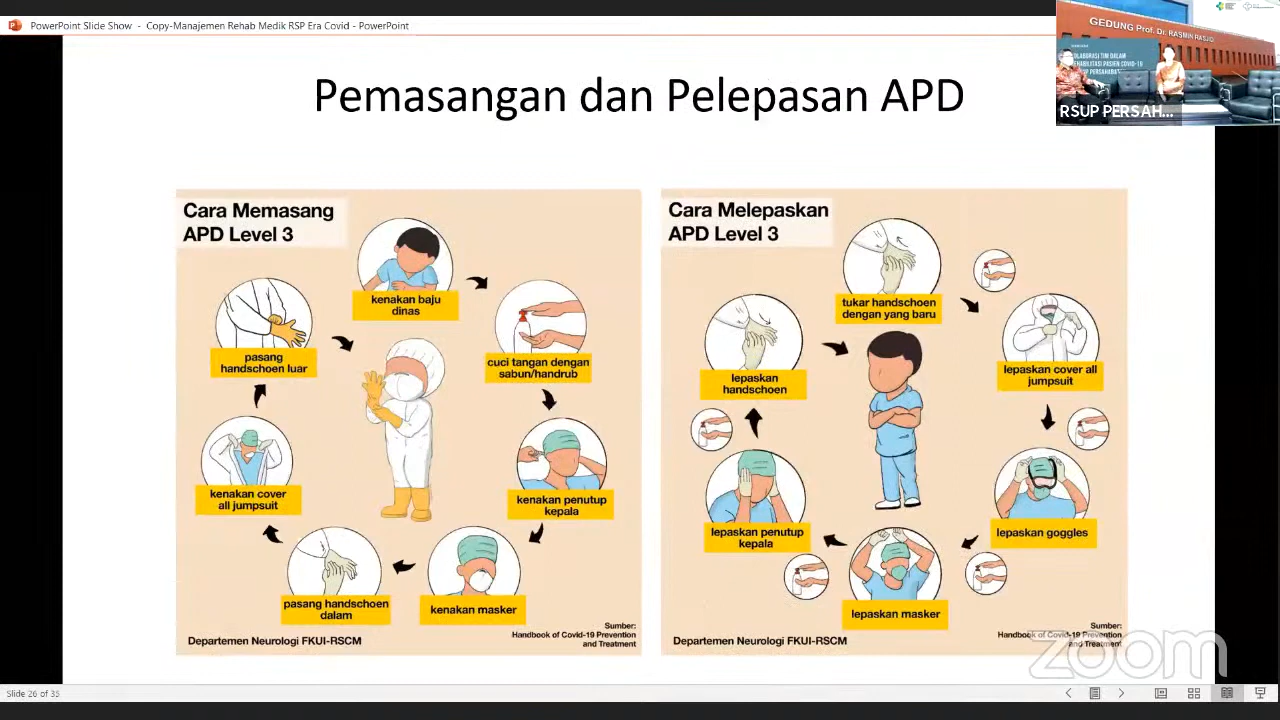 PowerPoint Slide Show - Copy-Manajemen Rehab Medik RSP Era Covid - PowerPoint
GEDUNG Prof. Dr. RASMIN RASJID
RSUP PERSAH...
Pemasangan dan Pelepasan APD
Cara Memasang
APD Level 3
kenakan baju
dinas
cuci tangan dengan
sabun/handrub
kenakan penutup
kepala
kenakan masker
pasang handschoen
dalam
kenakan cover
all jumpsuit
pasang
handschoen luar
Departemen Neurologi FKUI-RSCM
Sumber:
Handbook of Covid-19 Prevention
and Treatment
Cara Melepaskan
APD Level 3
tukar handschoen
dengan yang baru
lepaskan cover all
jumpsuit
lepaskan goggles
lepaskan masker
lepaskan penutup
kepala
lepaskan
handschoen
Departemen Neurologi FKUI-RSCM
Sumber:
Handbook of Covid-19 Prevention
and Treatment
zoom
Slide 26 of 35